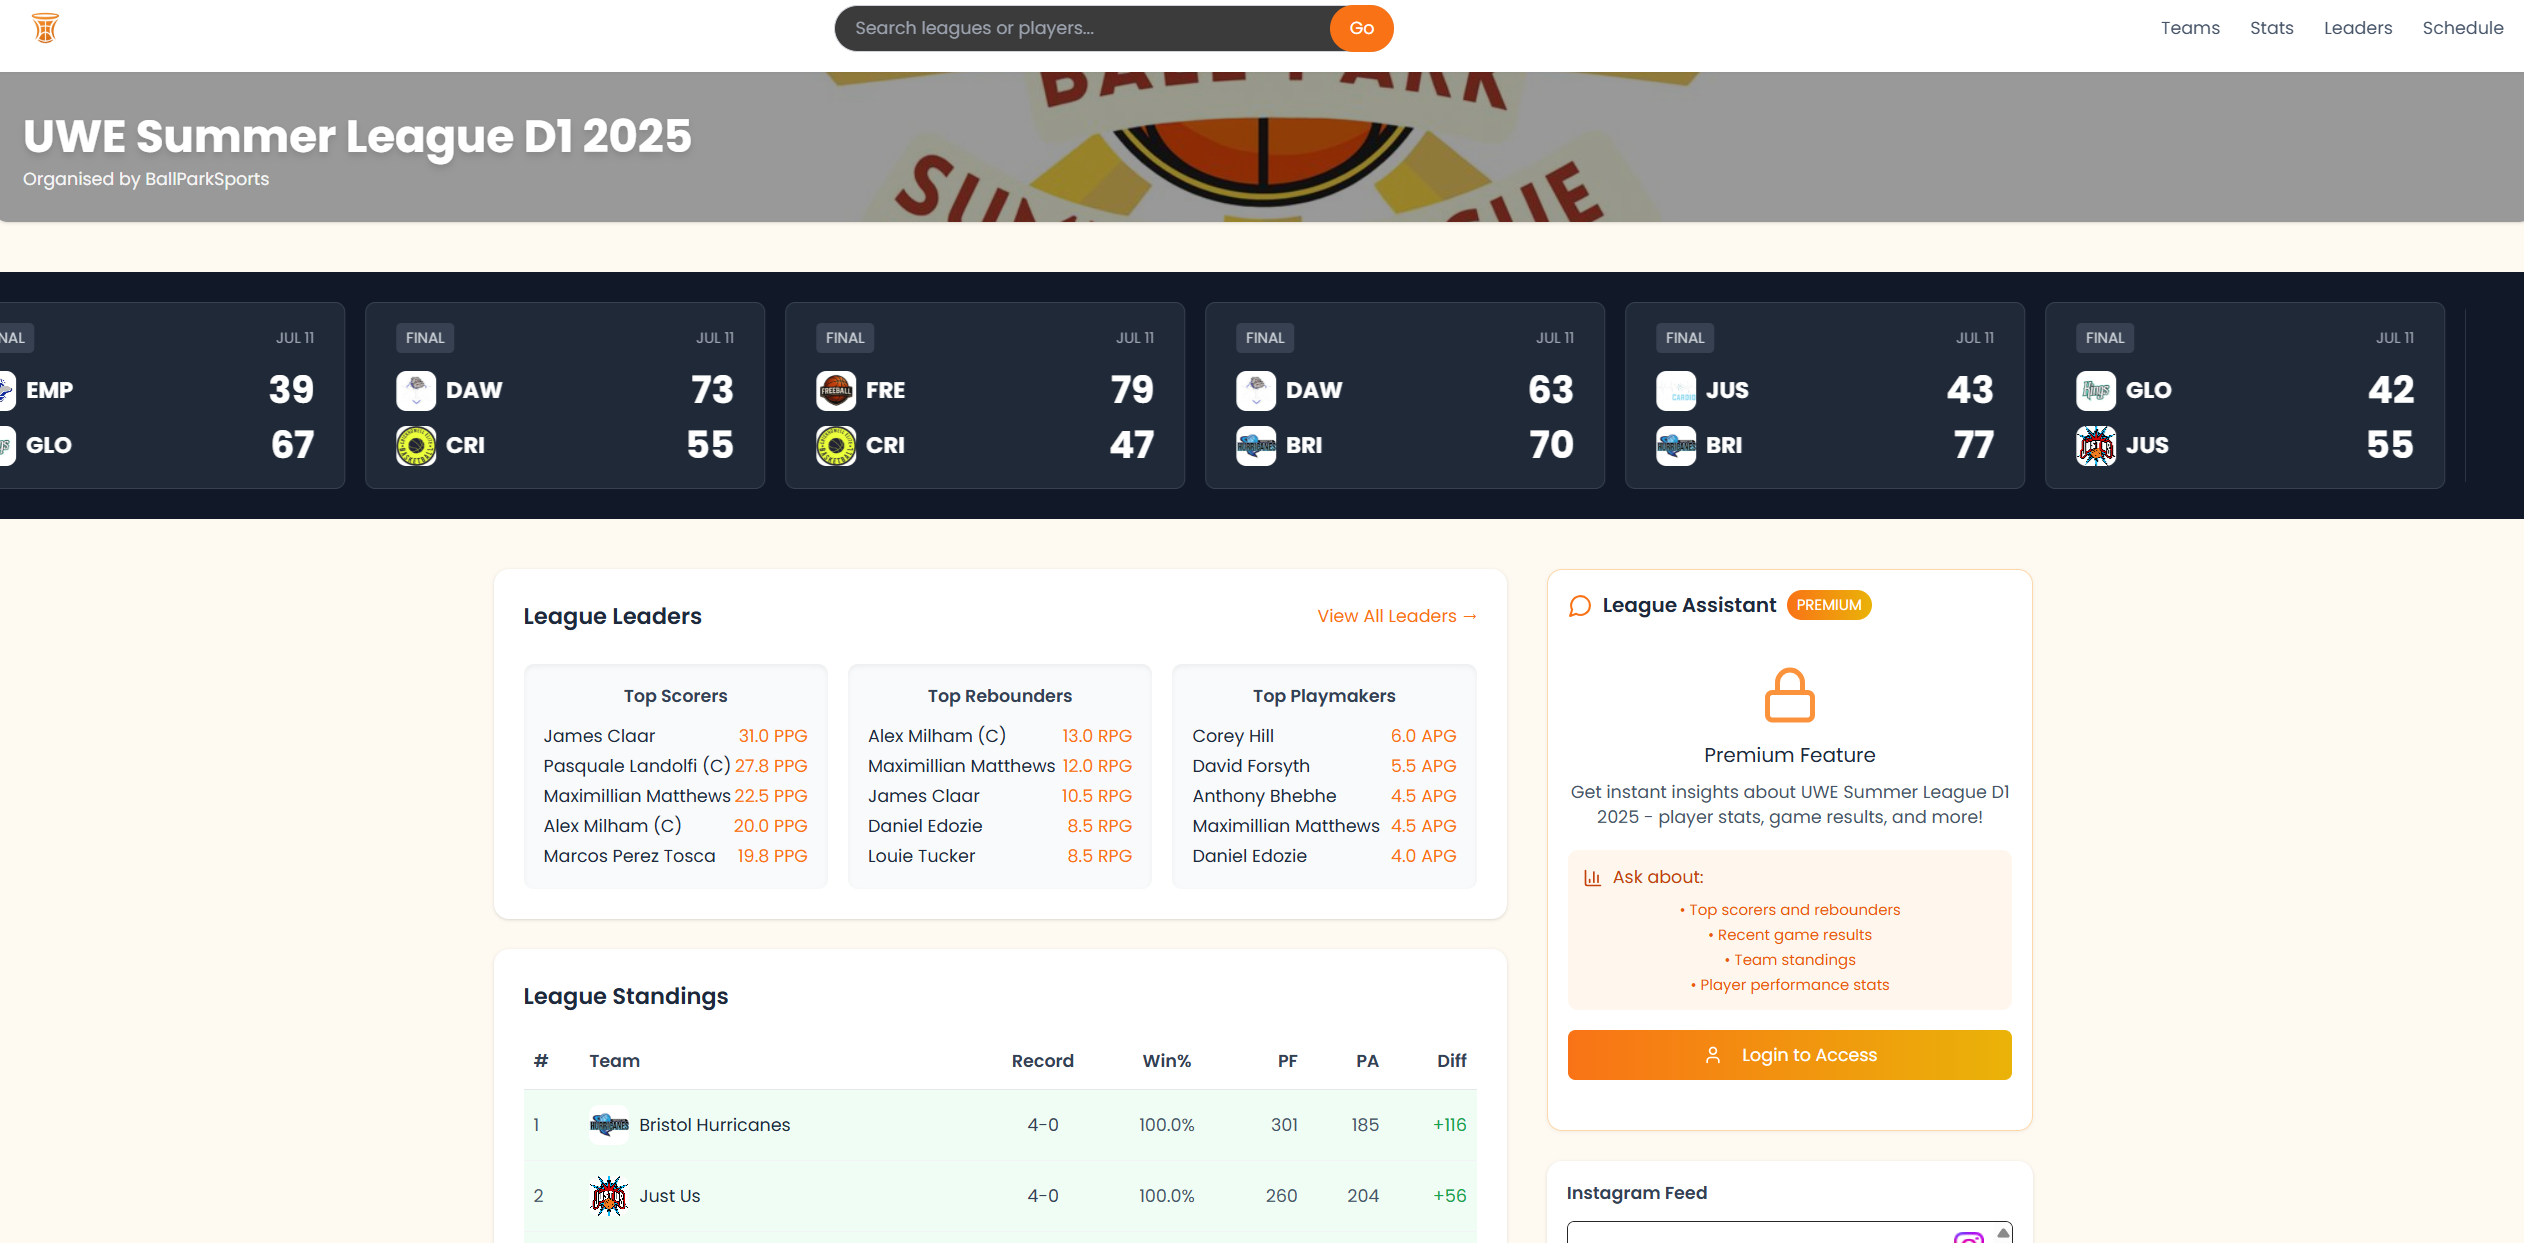 Search leagues or players...
Go
Teams
Stats
Leaders
Schedule
BALL PARK
UWE Summer League D1 2025
Organised by BallParkSports
NAL
JUL 11
EMP 39
GLO 67
FINAL
JUL 11
DAW 73
CRI 55
FINAL
JUL 11
FREEBALL
FRE 79
CRI 47
FINAL
JUL 11
DAW 63
HURRICANES
BRI 70
FINAL
JUL 11
CARDIO
JUS 43
HURRICANES
BRI 77
FINAL
JUL 11
Kings
GLO 42
JUS 55
League Leaders
View All Leaders →
Top Scorers
James Claar 31.0 PPG
Pasquale Landolfi (C) 27.8 PPG
Maximillian Matthews 22.5 PPG
Alex Milham (C) 20.0 PPG
Marcos Perez Tosca 19.8 PPG
Top Rebounders
Alex Milham (C) 13.0 RPG
Maximillian Matthews 12.0 RPG
James Claar 10.5 RPG
Daniel Edozie 8.5 RPG
Louie Tucker 8.5 RPG
Top Playmakers
Corey Hill 6.0 APG
David Forsyth 5.5 APG
Anthony Bhebhe 4.5 APG
Maximillian Matthews 4.5 APG
Daniel Edozie 4.0 APG
League Standings
# Team Record Win% PF PA Diff
1 HURRICANES Bristol Hurricanes 4-0 100.0% 301 185 +116
2 Just Us 4-0 100.0% 260 204 +56
League Assistant PREMIUM
Premium Feature
Get instant insights about UWE Summer League D1
2025 - player stats, game results, and more!
Ask about:
• Top scorers and rebounders
• Recent game results
• Team standings
• Player performance stats
Login to Access
Instagram Feed